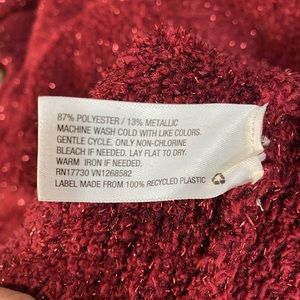 87% POLYESTER / 13% METALLIC
MACHINE WASH COLD WITH LIKE COLORS.
GENTLE CYCLE. ONLY NON-CHLORINE
BLEACH IF NEEDED. LAY FLAT TO DRY.
WARM IRON IF NEEDED.
RN17730 VN1268582
LABEL MADE FROM 100% RECYCLED PLASTIC